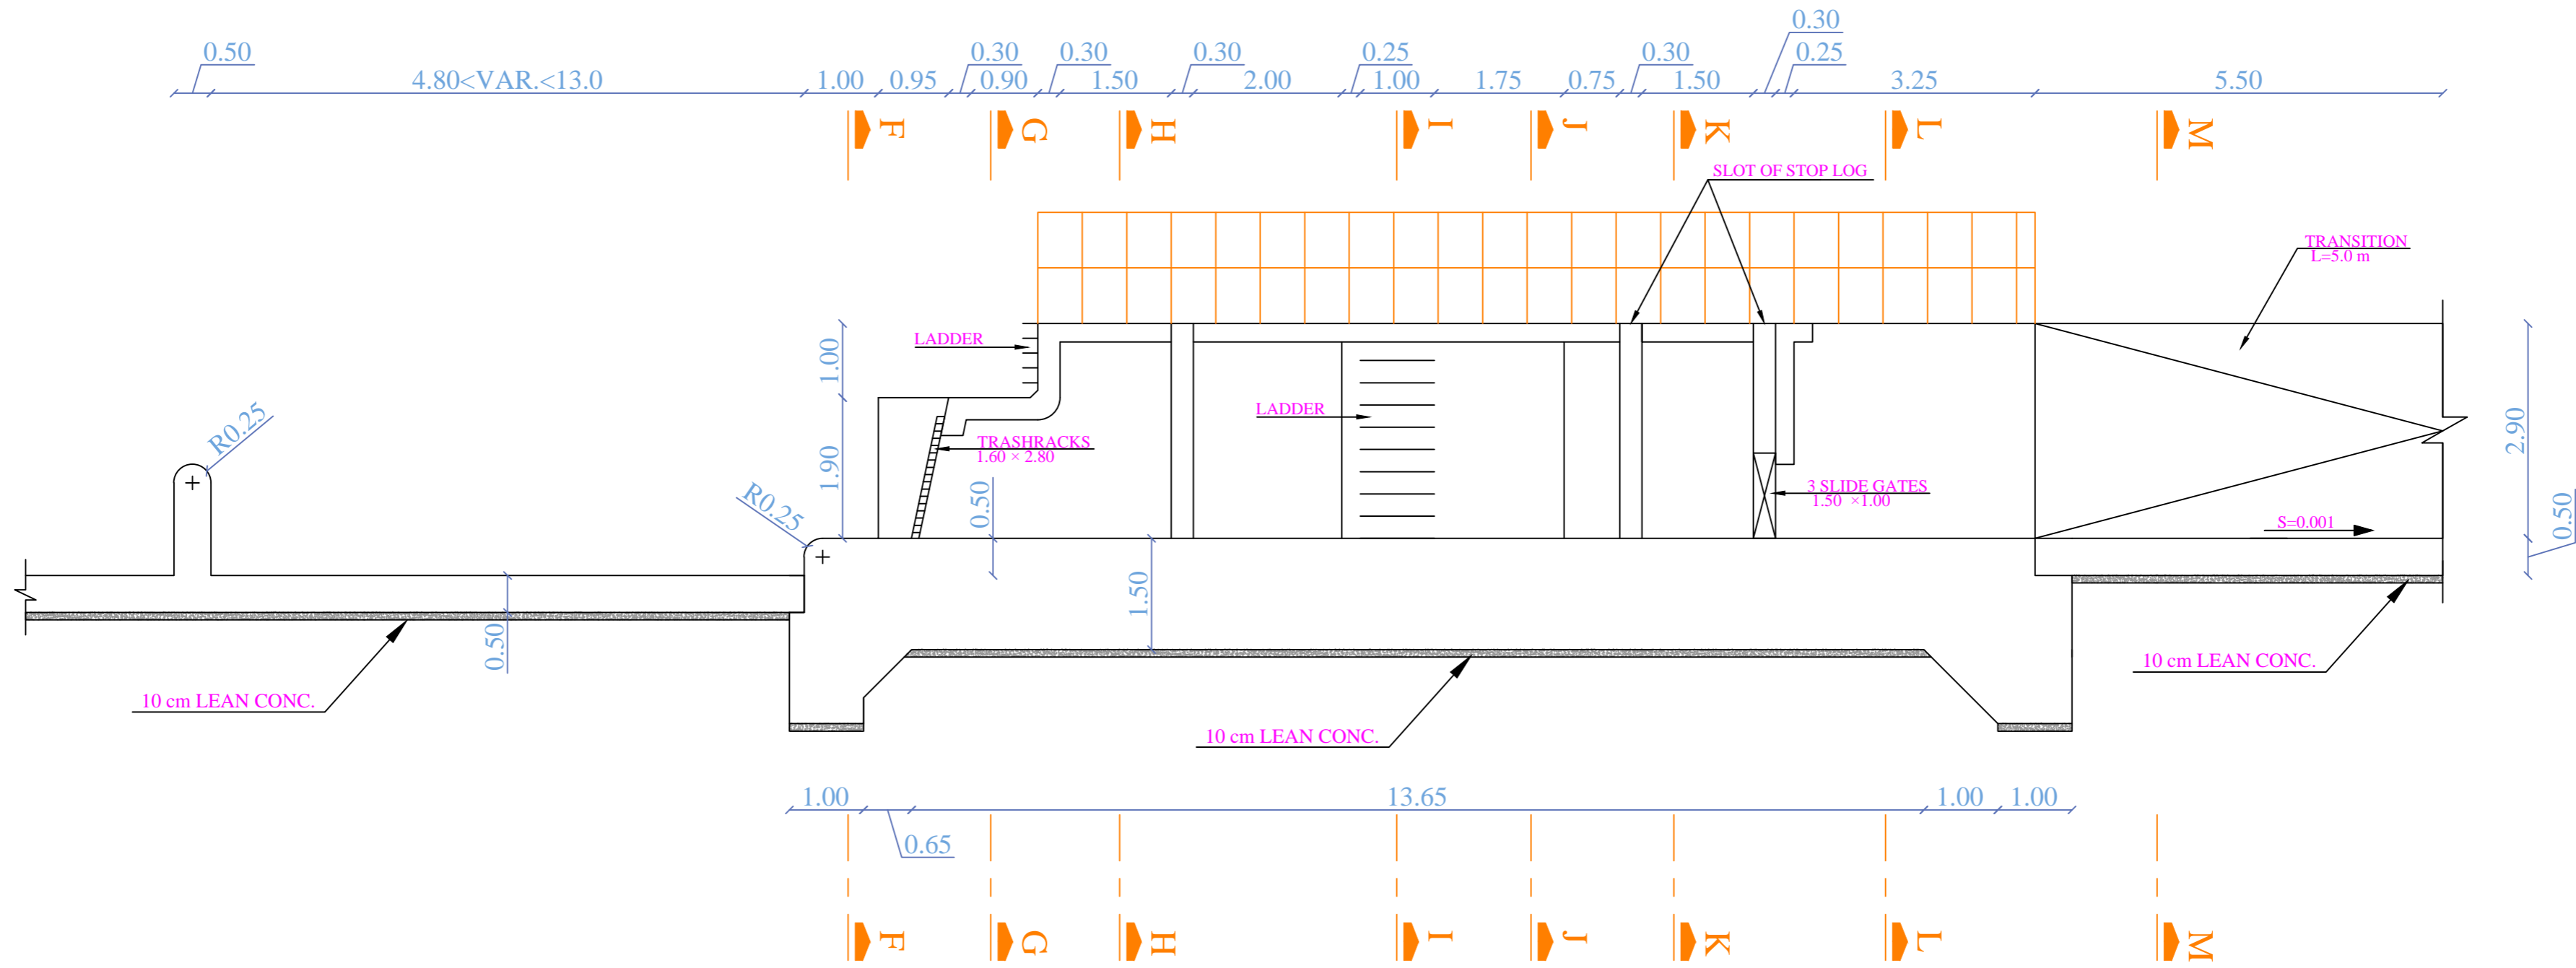 0.30
0.50
0.30
0.30
0.30
0.25
0.30
0.25
4.80<VAR.<13.0
1.00
0.95
0.90
1.50
2.00
1.00
1.75
0.75
1.50
3.25
5.50
F
G
H
I
J
K
L
M
SLOT OF STOP LOG
TRANSITION
L=5.0 m
LADDER
1.00
LADDER
R0.25
TRASHRACKS
1.60 × 2.80
1.90
2.90
R0.25
0.50
3 SLIDE GATES
1.50 ×1.00
S=0.001
0.50
1.50
0.50
10 cm LEAN CONC.
10 cm LEAN CONC.
10 cm LEAN CONC.
1.00
13.65
1.00
1.00
0.65
F
G
H
I
J
K
L
M